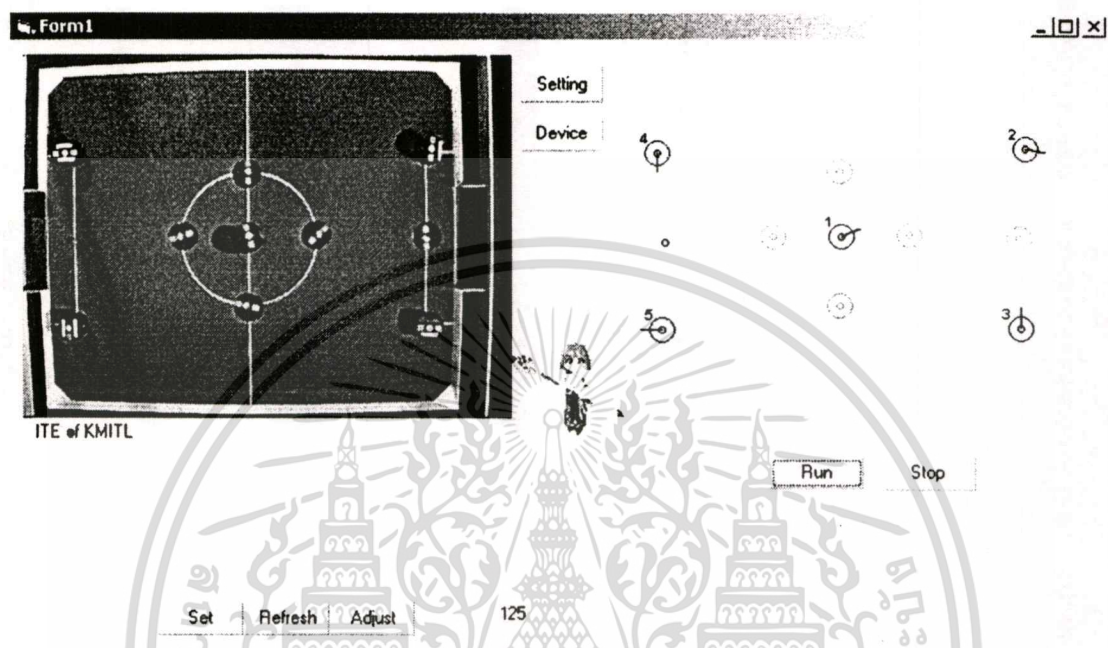 Form1
Setting
Device
4
2
1
5
3
ITE of KMITL
Run Stop
Set Refresh Adjust 125